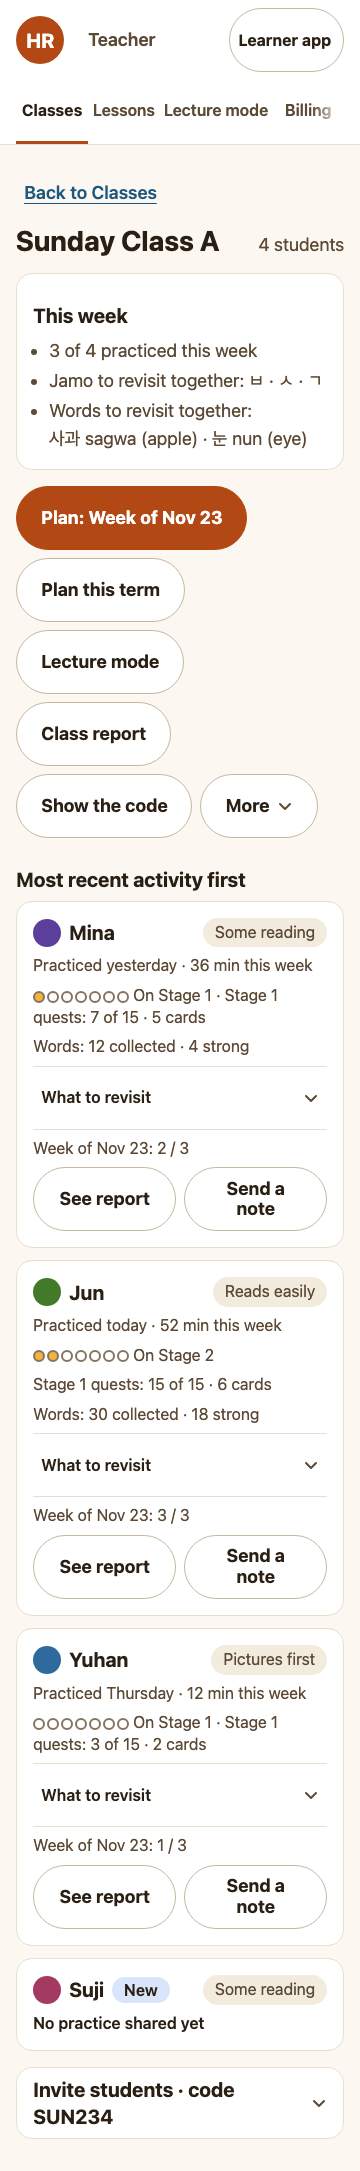 HR Teacher Learner app
Classes Lessons Lecture mode Billing
Back to Classes
Sunday Class A 4 students
This week
• 3 of 4 practiced this week
• Jamo to revisit together: ㅂ · ㅅ · ㄱ
• Words to revisit together:
사과 sagwa (apple) · 눈 nun (eye)
Plan: Week of Nov 23
Plan this term
Lecture mode
Class report
Show the code More
Most recent activity first
Mina Some reading
Practiced yesterday · 36 min this week
On Stage 1 · Stage 1
quests: 7 of 15 · 5 cards
Words: 12 collected · 4 strong
What to revisit
Week of Nov 23: 2 / 3
See report Send a
note
Jun Reads easily
Practiced today · 52 min this week
On Stage 2
Stage 1 quests: 15 of 15 · 6 cards
Words: 30 collected · 18 strong
What to revisit
Week of Nov 23: 3 / 3
See report Send a
note
Yuhan Pictures first
Practiced Thursday · 12 min this week
On Stage 1 · Stage 1
quests: 3 of 15 · 2 cards
What to revisit
Week of Nov 23: 1 / 3
See report Send a
note
Suji New Some reading
No practice shared yet
Invite students · code
SUN234